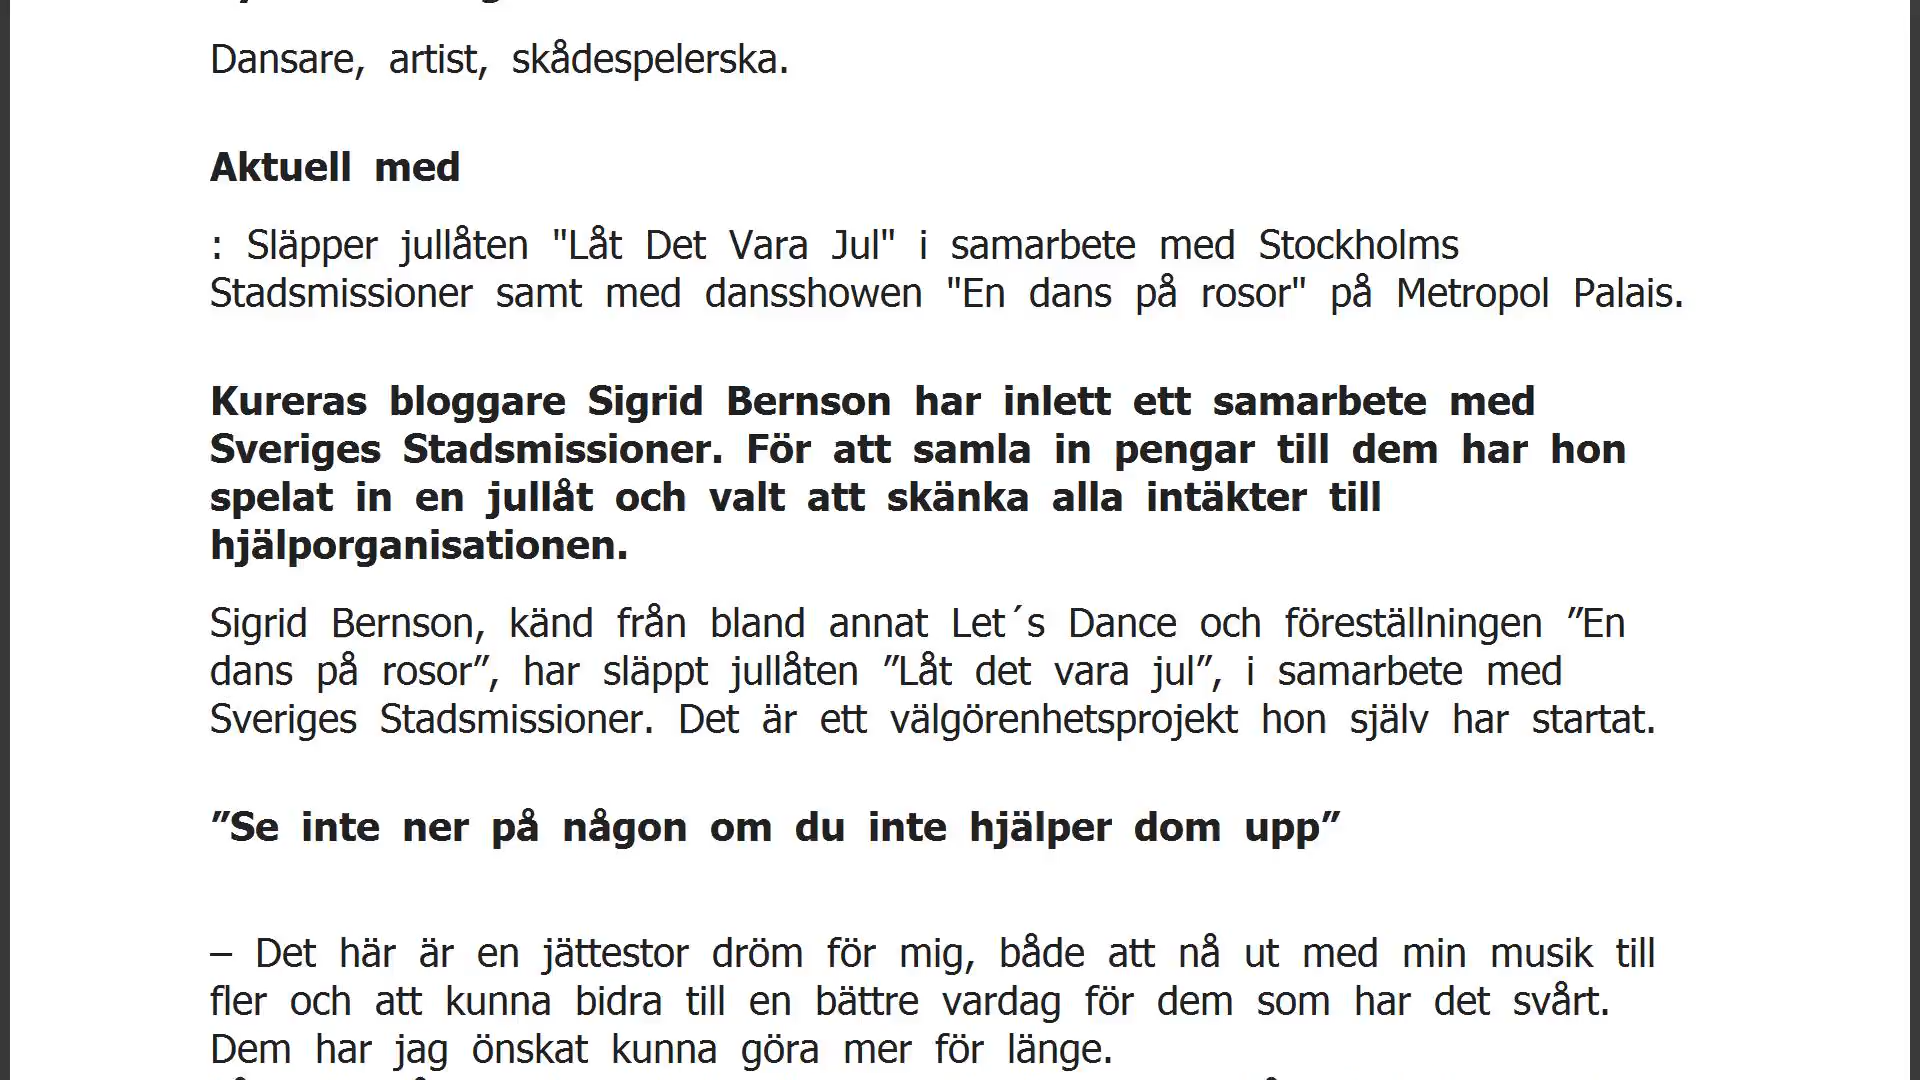 Dansare, artist, skådespelerska.
Aktuell med
: Släpper jullåten "Låt Det Vara Jul" i samarbete med Stockholms
Stadsmissioner samt med dansshowen "En dans på rosor" på Metropol Palais.
Kureras bloggare Sigrid Bernson har inlett ett samarbete med
Sveriges Stadsmissioner. För att samla in pengar till dem har hon
spelat in en jullåt och valt att skänka alla intäkter till
hjälporganisationen.
Sigrid Bernson, känd från bland annat Let´s Dance och föreställningen ”En
dans på rosor”, har släppt jullåten ”Låt det vara jul”, i samarbete med
Sveriges Stadsmissioner. Det är ett välgörenhetsprojekt hon själv har startat.
”Se inte ner på någon om du inte hjälper dom upp”
– Det här är en jättestor dröm för mig, både att nå ut med min musik till
fler och att kunna bidra till en bättre vardag för dem som har det svårt.
Dem har jag önskat kunna göra mer för länge.